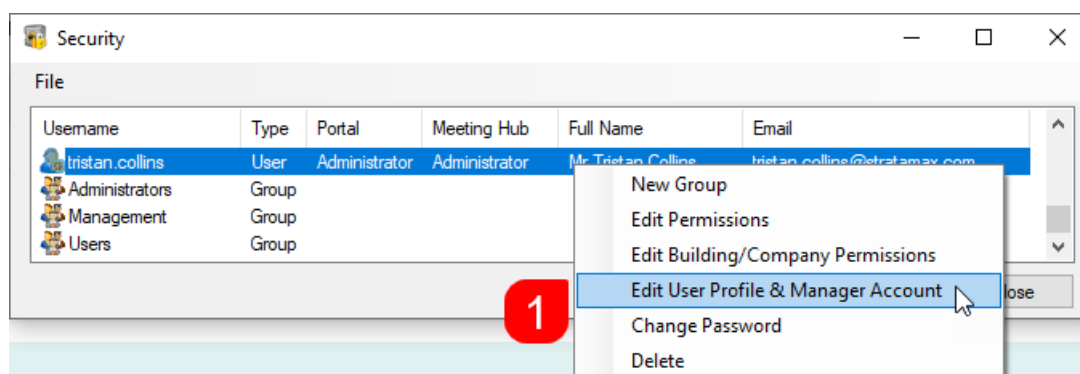 Security
File
Username Type Portal Meeting Hub Full Name Email
tristan.collins User Administrator Administrator Mr Tristan Collins tristan.collins@stratamax.com
Administrators Group
Management Group
Users Group
New Group
Edit Permissions
Edit Building/Company Permissions
1 Edit User Profile & Manager Account lose
Change Password
Delete